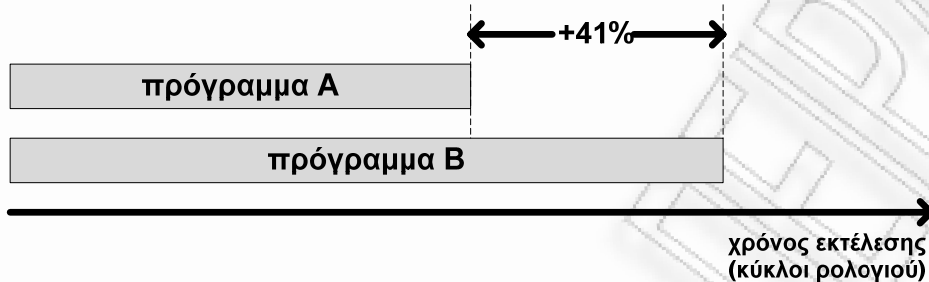 +41%
πρόγραμμα Α
πρόγραμμα Β
χρόνος εκτέλεσης
(κύκλοι ρολογιού)